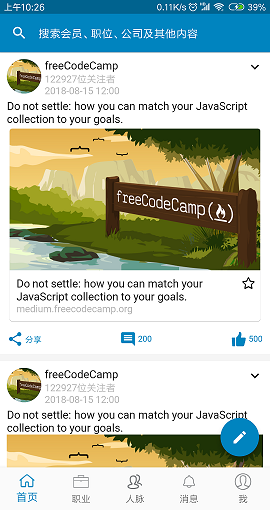 上午10:26
0.11K/s 39%
搜索会员、职位、公司及其他内容
freeCodeCamp
122927位关注者
2018-08-15 12:00
Do not settle: how you can match your JavaScript
collection to your goals.
freeCodeCamp(🔥)
Do not settle: how you can match your
JavaScript collection to your goals.
medium.freecodecamp.org
分享 200 500
freeCodeCamp
122927位关注者
2018-08-15 12:00
Do not settle: how you can match your JavaScript
collection to your goals.
首页 职业 人脉 消息 我